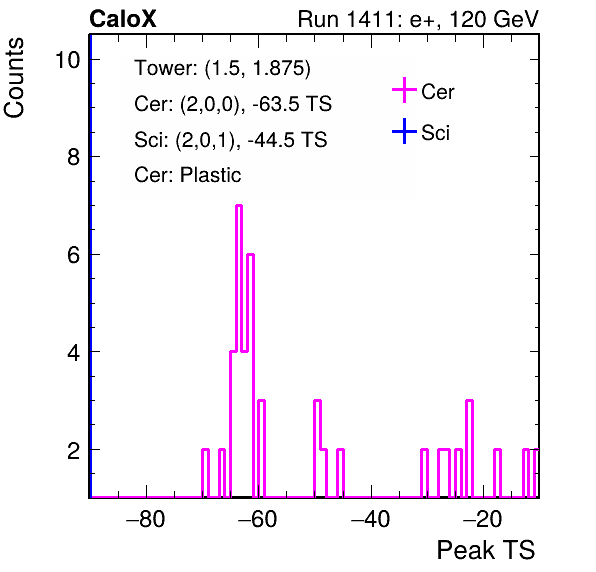 CaloX Run 1411: e+, 120 GeV
Counts
10
8
6
4
2
Tower: (1.5, 1.875)
Cer: (2,0,0), -63.5 TS
Sci: (2,0,1), -44.5 TS
Cer: Plastic
Cer
Sci
−80 −60 −40 −20
Peak TS